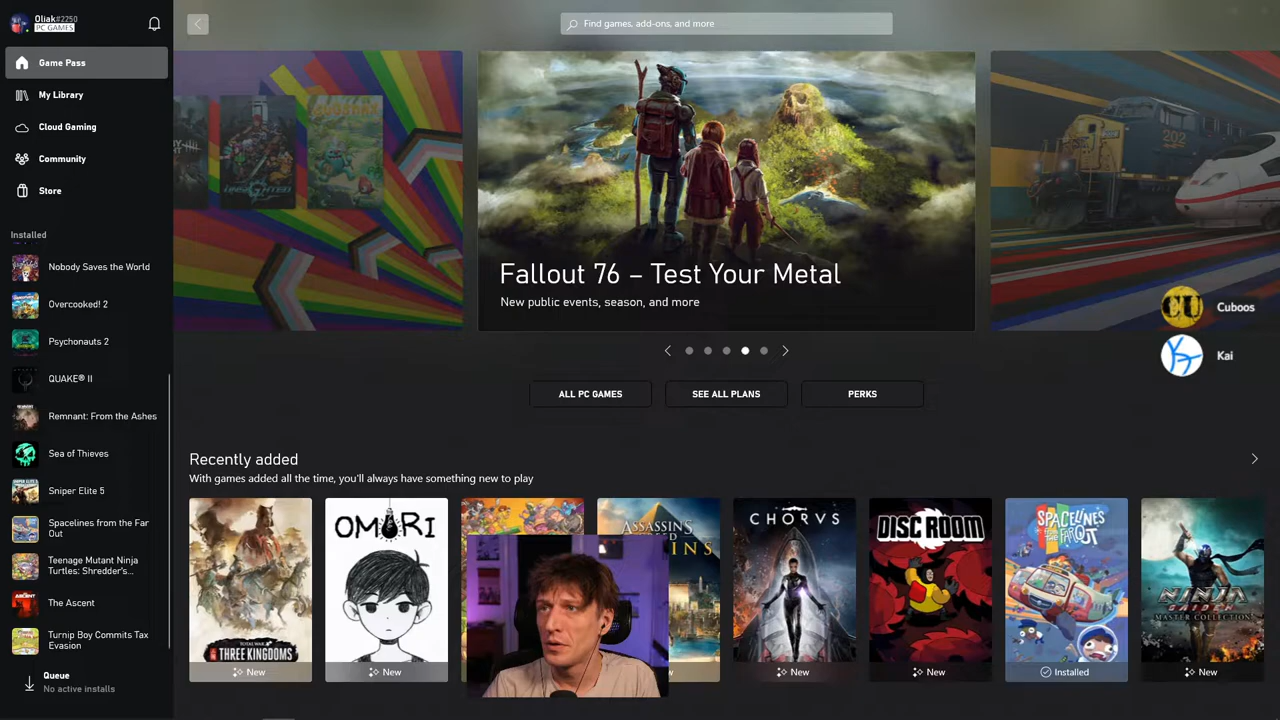 Oliak#2250
PC GAMES
Find games, add-ons, and more
Game Pass
My Library
Cloud Gaming
Community
Store
Installed
Nobody Saves the World
Overcooked! 2
Psychonauts 2
QUAKE® II
Remnant: From the Ashes
Sea of Thieves
Sniper Elite 5
Spacelines from the Far
Out
Teenage Mutant Ninja
Turtles: Shredder's...
The Ascent
Turnip Boy Commits Tax
Evasion
Queue
No active installs
202
Fallout 76 – Test Your Metal
New public events, season, and more
Cuboos
Kai
ALL PC GAMES
SEE ALL PLANS
PERKS
Recently added
With games added all the time, you'll always have something new to play
TOTAL WAR
THREE KINGDOMS
New
OMORI
New
ASSASSIN'S
CHORVS
New
DISC ROOM
New
SPACELINES
FROM THE FAR OUT
Installed
NINJA
GAIDEN
MASTER COLLECTION
New